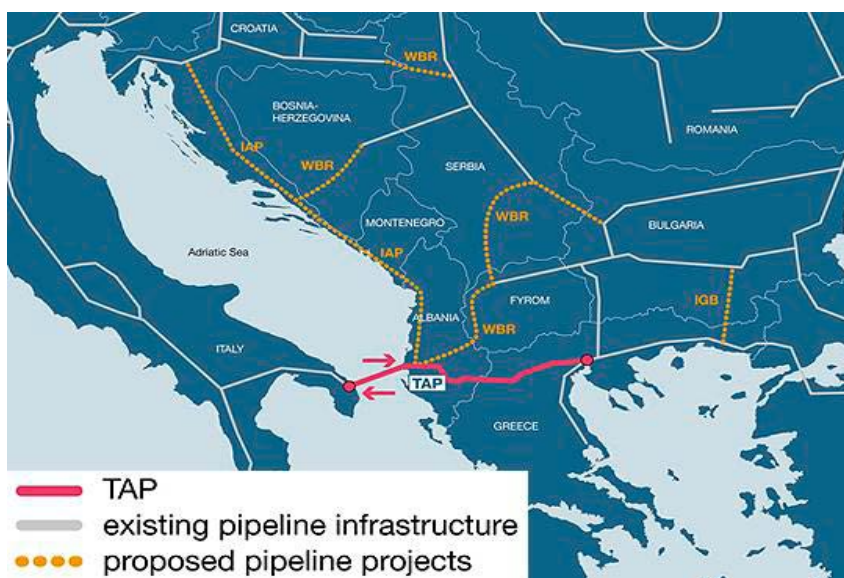 CROATIA
WBR
BOSNIA-
HERZEGOVINA
ROMANIA
IAP
WBR
SERBIA
WBR
MONTENEGRO
BULGARIA
Adriatic Sea
IAP
FYROM
IGB
ALBANIA
WBR
ITALY
TAP
GREECE
TAP
existing pipeline infrastructure
proposed pipeline projects